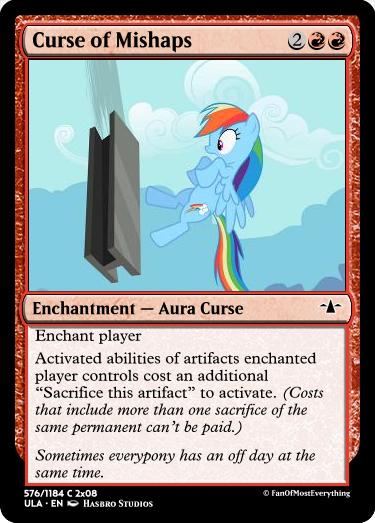 Curse of Mishaps 2
Enchantment — Aura Curse
Enchant player
Activated abilities of artifacts enchanted
player controls cost an additional
“Sacrifice this artifact” to activate. (Costs
that include more than one sacrifice of the
same permanent can't be paid.)
Sometimes everypony has an off day at the
same time.
576/1184 C 2x08
ULA • EN Hasbro Studios
© FanOfMostEverything